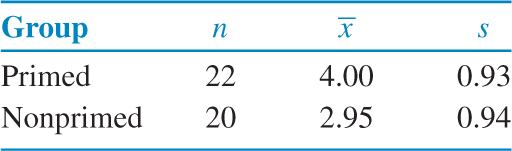 Group n x̅ s
Primed 22 4.00 0.93
Nonprimed 20 2.95 0.94